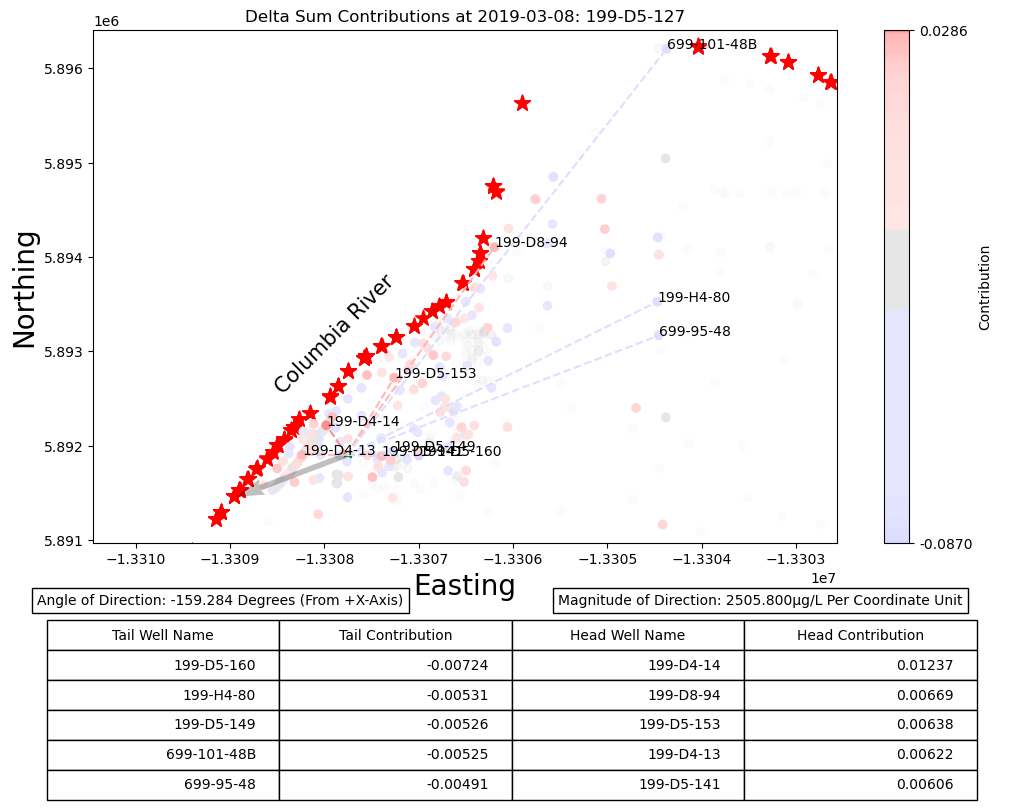 Delta Sum Contributions at 2019-03-08: 199-D5-127
1e6
0.0286
699-101-48B
5.896
5.895
199-D8-94
5.894
199-H4-80
5.893
699-95-48
Northing
Columbia River
Contribution
199-D5-153
199-D4-14
5.892
199-D5-149
199-D4-13
199-D5-141
199-D5-160
5.891
-0.0870
−1.3310 −1.3309 −1.3308 −1.3307 −1.3306 −1.3305 −1.3304 −1.3303
1e7
Easting
Angle of Direction: -159.284 Degrees (From +X-Axis)
Magnitude of Direction: 2505.800µg/L Per Coordinate Unit
Tail Well Name Tail Contribution Head Well Name Head Contribution
199-D5-160 -0.00724 199-D4-14 0.01237
199-H4-80 -0.00531 199-D8-94 0.00669
199-D5-149 -0.00526 199-D5-153 0.00638
699-101-48B -0.00525 199-D4-13 0.00622
699-95-48 -0.00491 199-D5-141 0.00606